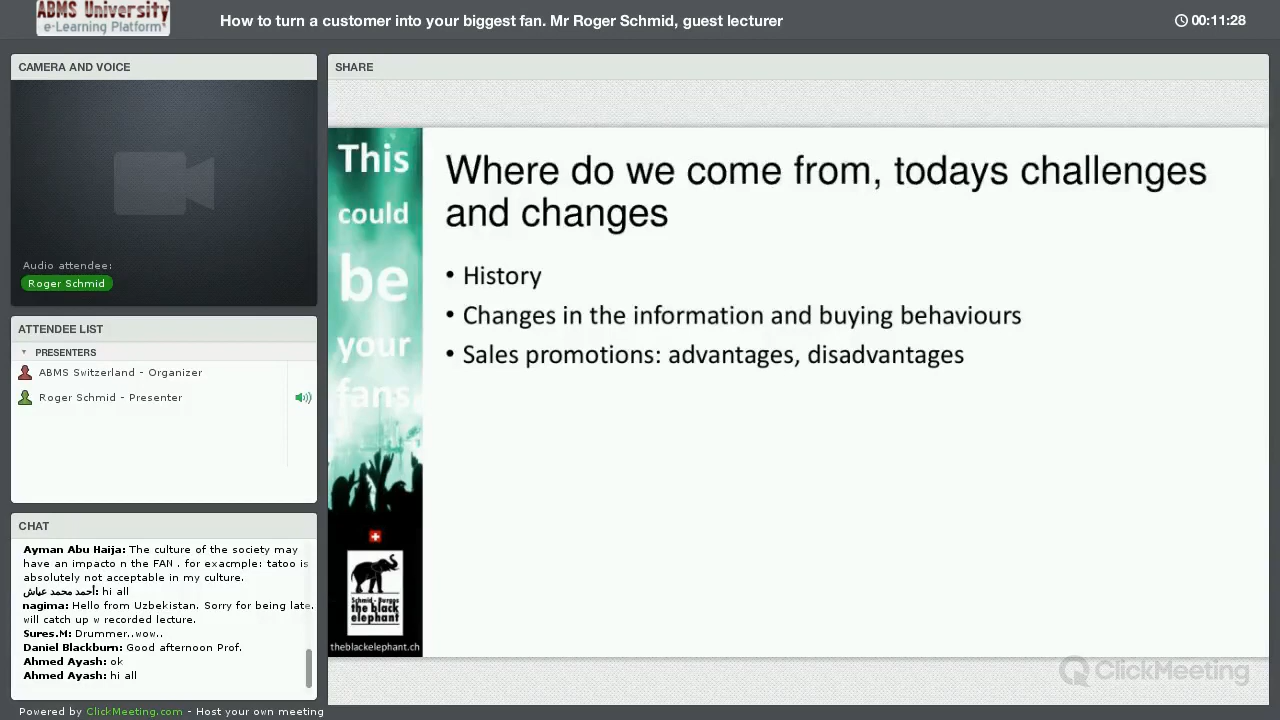 ABMS University
e-Learning Platform
How to turn a customer into your biggest fan. Mr Roger Schmid, guest lecturer
00:11:28
CAMERA AND VOICE
Audio attendee:
Roger Schmid
ATTENDEE LIST
PRESENTERS
ABMS Switzerland - Organizer
Roger Schmid - Presenter
CHAT
Ayman Abu Haija: The culture of the society may
have an impacto n the FAN . for exacmple: tatoo is
absolutely not acceptable in my culture.
أحمد محمد عياش: hi all
nagima: Hello from Uzbekistan. Sorry for being late.
will catch up w recorded lecture.
Sures.M: Drummer..wow..
Daniel Blackburn: Good afternoon Prof.
Ahmed Ayash: ok
Ahmed Ayash: hi all
Powered by ClickMeeting.com - Host your own meeting
SHARE
This
could
be
your
fans
Schmid - Burgos
the black
elephant
theblackelephant.ch
Where do we come from, todays challenges
and changes
• History
• Changes in the information and buying behaviours
• Sales promotions: advantages, disadvantages
ClickMeeting